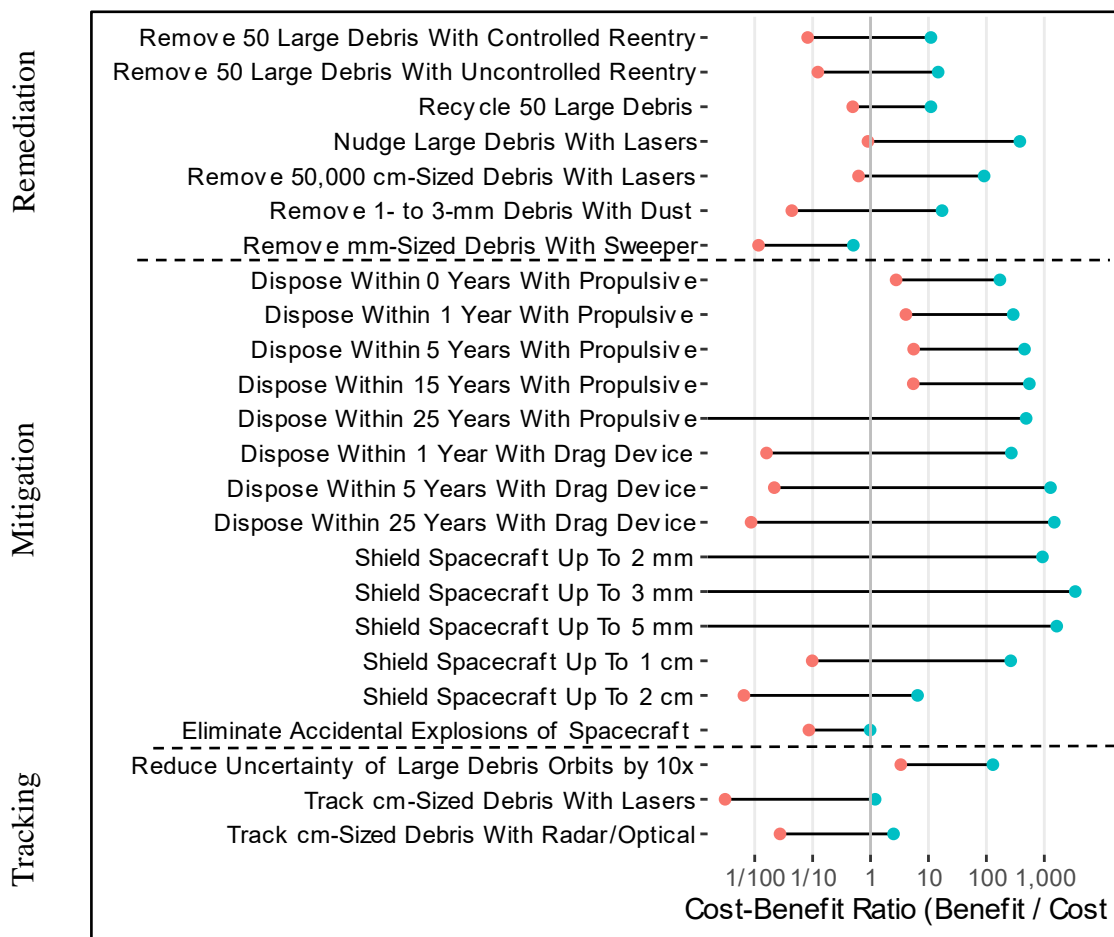 Remediation
Remove 50 Large Debris With Controlled Reentry
Remove 50 Large Debris With Uncontrolled Reentry
Recycle 50 Large Debris
Nudge Large Debris With Lasers
Remove 50,000 cm-Sized Debris With Lasers
Remove 1- to 3-mm Debris With Dust
Remove mm-Sized Debris With Sweeper
Mitigation
Dispose Within 0 Years With Propulsive
Dispose Within 1 Year With Propulsive
Dispose Within 5 Years With Propulsive
Dispose Within 15 Years With Propulsive
Dispose Within 25 Years With Propulsive
Dispose Within 1 Year With Drag Device
Dispose Within 5 Years With Drag Device
Dispose Within 25 Years With Drag Device
Shield Spacecraft Up To 2 mm
Shield Spacecraft Up To 3 mm
Shield Spacecraft Up To 5 mm
Shield Spacecraft Up To 1 cm
Shield Spacecraft Up To 2 cm
Eliminate Accidental Explosions of Spacecraft
Tracking
Reduce Uncertainty of Large Debris Orbits by 10x
Track cm-Sized Debris With Lasers
Track cm-Sized Debris With Radar/Optical
1/100 1/10 1 10 100 1,000
Cost-Benefit Ratio (Benefit / Cost